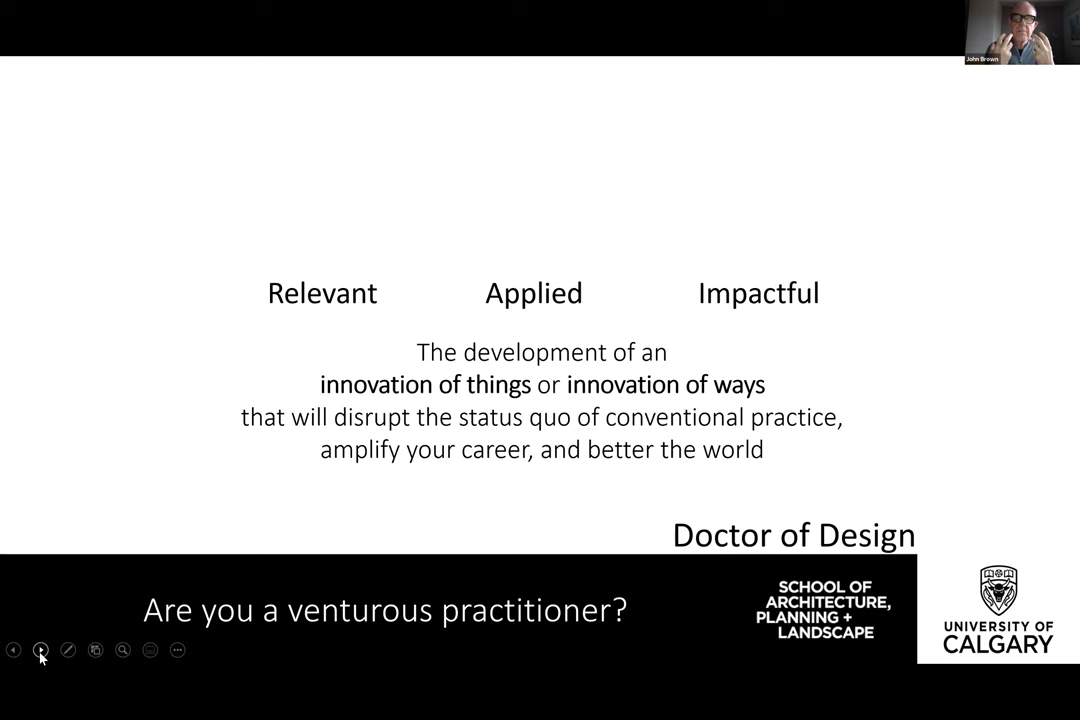 John Brown
Relevant Applied Impactful
The development of an
innovation of things or innovation of ways
that will disrupt the status quo of conventional practice,
amplify your career, and better the world
Doctor of Design
Are you a venturous practitioner?
SCHOOL OF
ARCHITECTURE,
PLANNING +
LANDSCAPE
UNIVERSITY OF
CALGARY